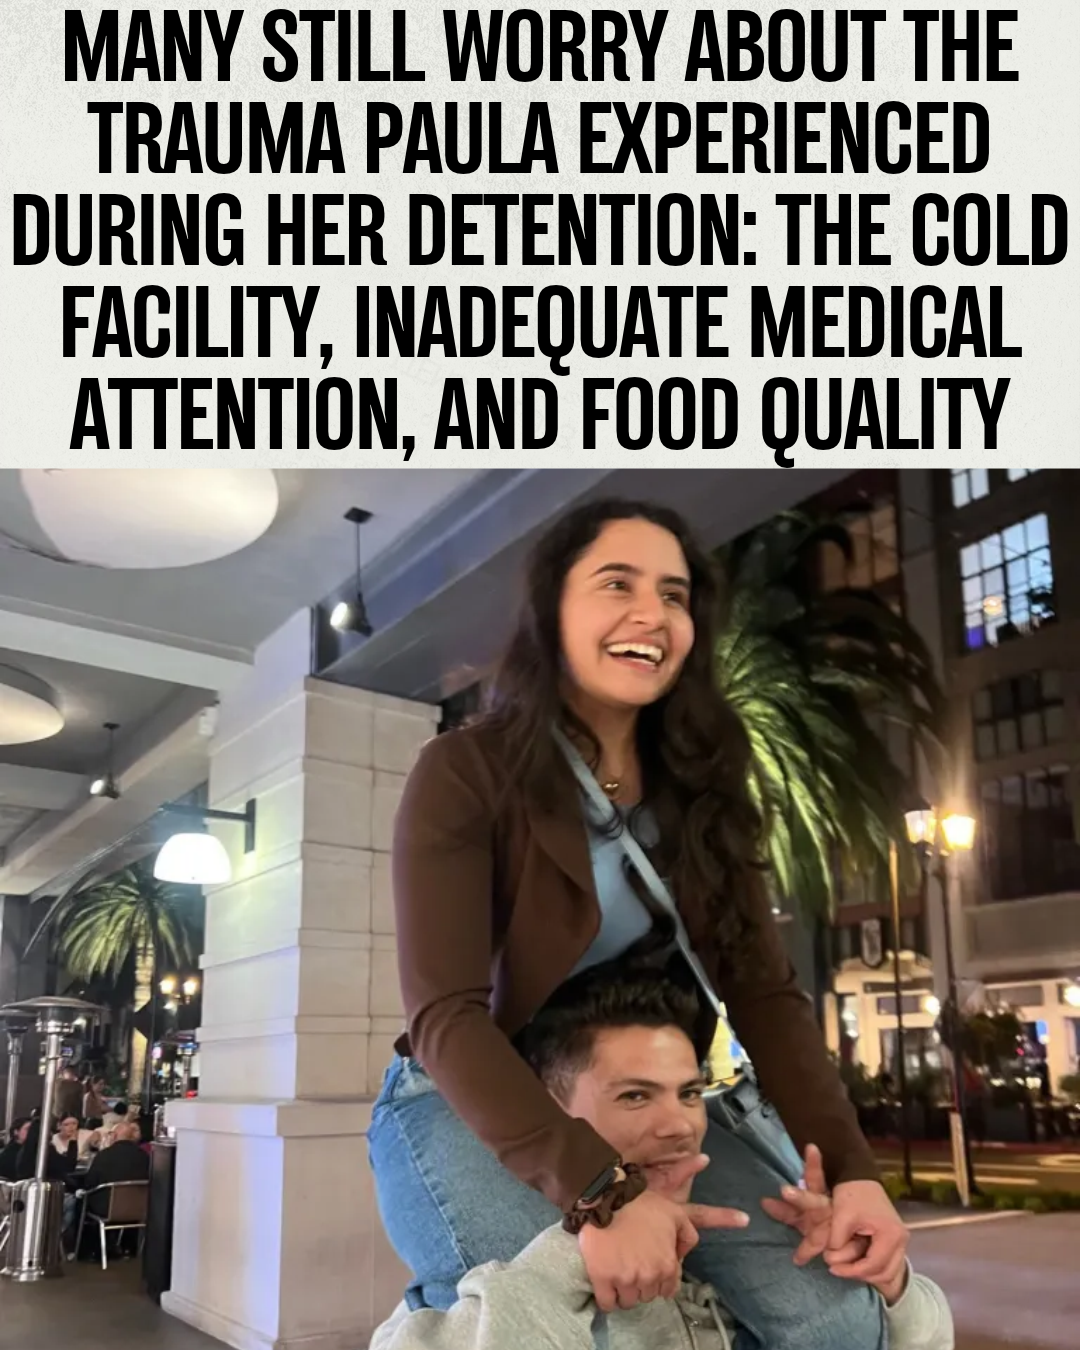 MANY STILL WORRY ABOUT THE
TRAUMA PAULA EXPERIENCED
DURING HER DETENTION: THE COLD
FACILITY, INADEQUATE MEDICAL
ATTENTION, AND FOOD QUALITY